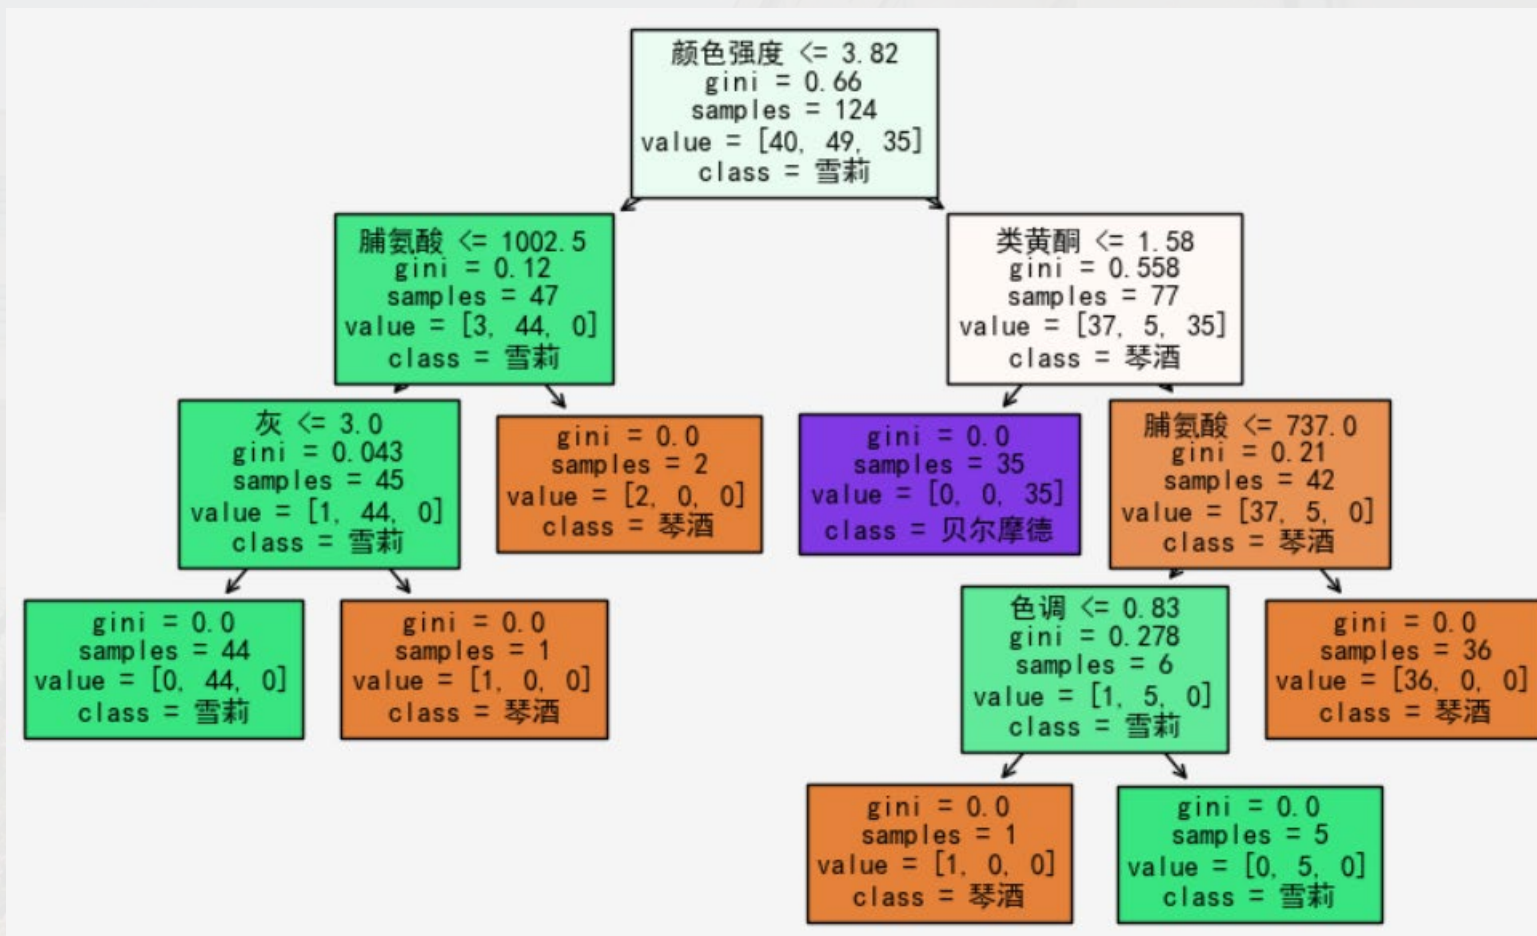 颜色强度 <= 3.82
gini = 0.66
samples = 124
value = [40, 49, 35]
class = 雪莉
脯氨酸 <= 1002.5
gini = 0.12
samples = 47
value = [3, 44, 0]
class = 雪莉
类黄酮 <= 1.58
gini = 0.558
samples = 77
value = [37, 5, 35]
class = 琴酒
灰 <= 3.0
gini = 0.043
samples = 45
value = [1, 44, 0]
class = 雪莉
gini = 0.0
samples = 2
value = [2, 0, 0]
class = 琴酒
gini = 0.0
samples = 35
value = [0, 0, 35]
class = 贝尔摩德
脯氨酸 <= 737.0
gini = 0.21
samples = 42
value = [37, 5, 0]
class = 琴酒
gini = 0.0
samples = 44
value = [0, 44, 0]
class = 雪莉
gini = 0.0
samples = 1
value = [1, 0, 0]
class = 琴酒
色调 <= 0.83
gini = 0.278
samples = 6
value = [1, 5, 0]
class = 雪莉
gini = 0.0
samples = 36
value = [36, 0, 0]
class = 琴酒
gini = 0.0
samples = 1
value = [1, 0, 0]
class = 琴酒
gini = 0.0
samples = 5
value = [0, 5, 0]
class = 雪莉